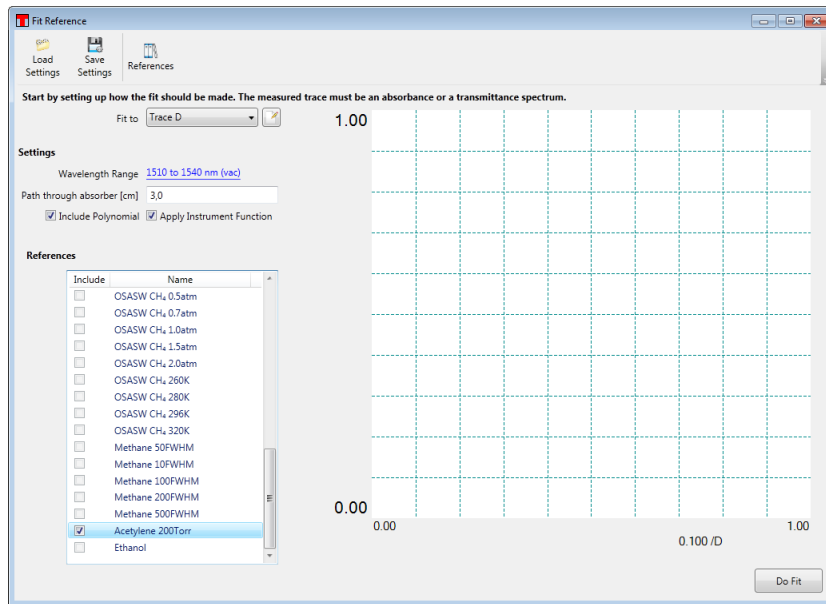 Fit Reference
Load Settings
Save Settings
References
Start by setting up how the fit should be made. The measured trace must be an absorbance or a transmittance spectrum.
Fit to Trace D
Settings
Wavelength Range 1510 to 1540 nm (vac)
Path through absorber [cm] 3,0
Include Polynomial Apply Instrument Function
References
Include Name
OSASW CH₄ 0.5atm
OSASW CH₄ 0.7atm
OSASW CH₄ 1.0atm
OSASW CH₄ 1.5atm
OSASW CH₄ 2.0atm
OSASW CH₄ 260K
OSASW CH₄ 280K
OSASW CH₄ 296K
OSASW CH₄ 320K
Methane 50FWHM
Methane 10FWHM
Methane 100FWHM
Methane 200FWHM
Methane 500FWHM
Acetylene 200Torr
Ethanol
1.00
0.00
0.00 1.00
0.100 /D
Do Fit